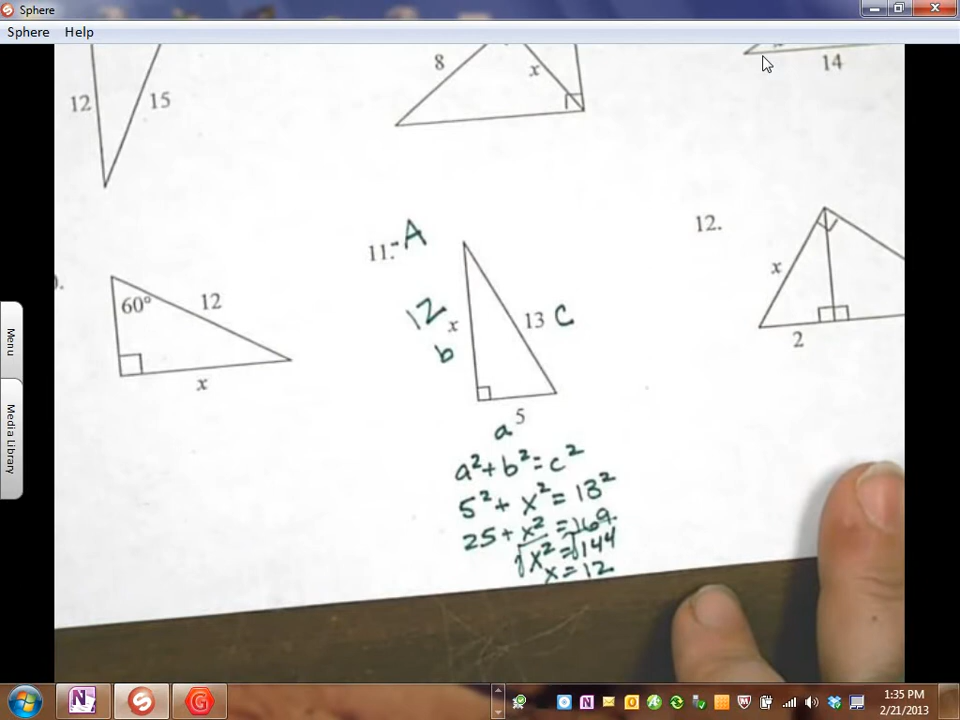 Sphere
Sphere Help
12
15
8
x
14
11.-A
12.
60°
12
x
12
x
b
13 C
5
a
x
2
a²+b²=c²
5²+x²=13²
25+x²=169
√x²=√144
x=12
Menu
Media Library
1:35 PM
2/21/2013